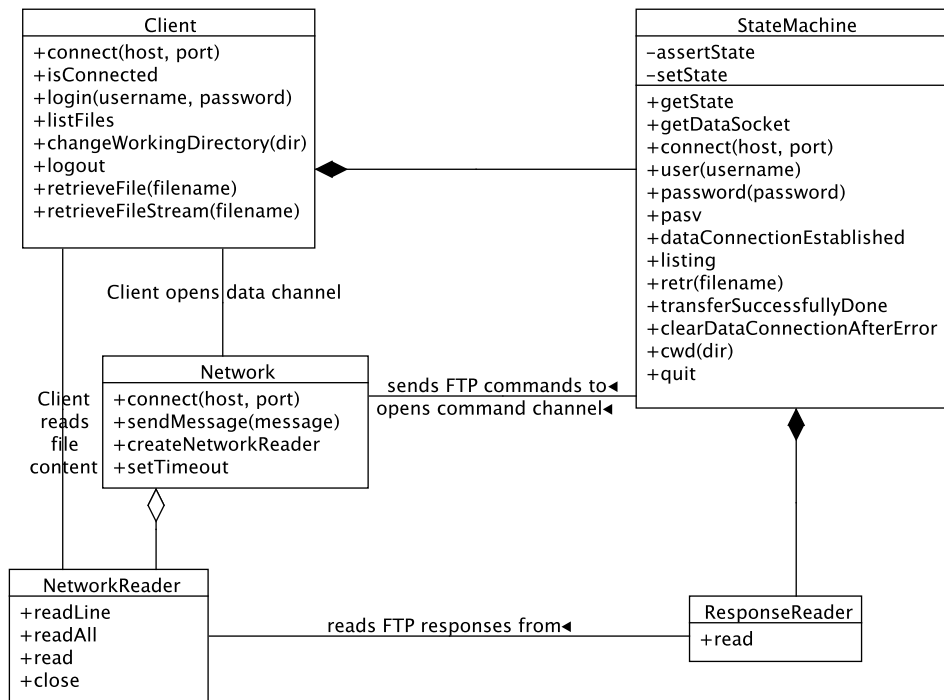 Client
+connect(host, port)
+isConnected
+login(username, password)
+listFiles
+changeWorkingDirectory(dir)
+logout
+retrieveFile(filename)
+retrieveFileStream(filename)
StateMachine
–assertState
–setState
+getState
+getDataSocket
+connect(host, port)
+user(username)
+password(password)
+pasv
+dataConnectionEstablished
+listing
+retr(filename)
+transferSuccessfullyDone
+clearDataConnectionAfterError
+cwd(dir)
+quit
Client opens data channel
Network
+connect(host, port)
+sendMessage(message)
+createNetworkReader
+setTimeout
sends FTP commands to◀
opens command channel◀
Client
reads
file
content
NetworkReader
+readLine
+readAll
+read
+close
reads FTP responses from◀
ResponseReader
+read